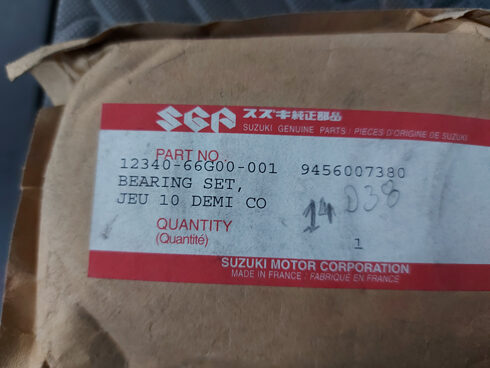 SGP スズキ純正部品
SUZUKI GENUINE PARTS / PIECES D'ORIGINE DE SUZUKI
PART NO.
12340-66G00-001 9456007380
BEARING SET,
JEU 10 DEMI CO
14 D38
QUANTITY
(Quantité) 1
SUZUKI MOTOR CORPORATION
MADE IN FRANCE / FABRIQUE EN FRANCE